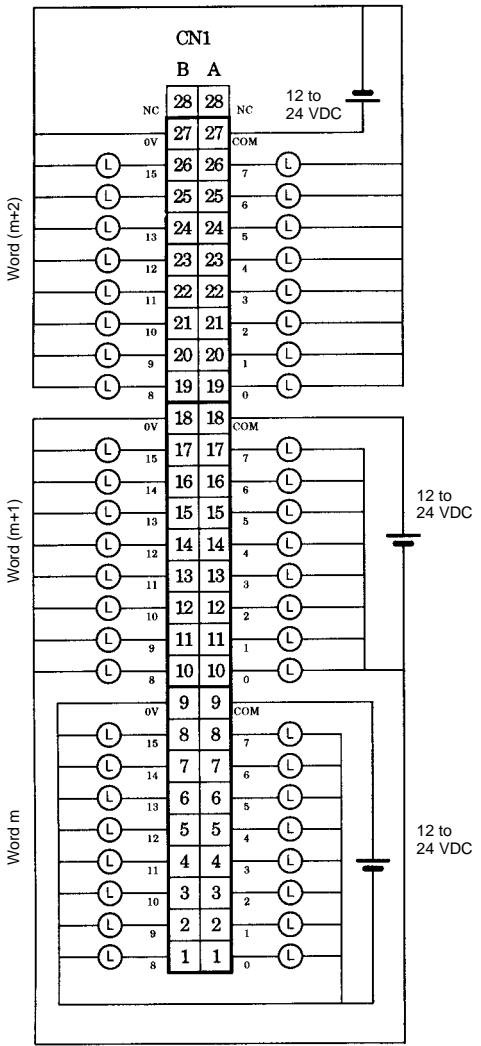 CN1
B A
12 to
24 VDC
NC 28 28 NC
0V 27 27 COM
L 15 26 26 7 L
L 25 25 6 L
L 13 24 24 5 L
L 12 23 23 4 L
L 11 22 22 3 L
L 10 21 21 2 L
L 9 20 20 1 L
L 8 19 19 0 L
Word (m+2)
0V 18 18 COM
L 15 17 17 7 L
L 14 16 16 6 L
L 13 15 15 5 L
L 12 14 14 4 L
L 11 13 13 3 L
L 10 12 12 2 L
L 9 11 11 1 L
L 8 10 10 0 L
Word (m+1)
12 to
24 VDC
0V 9 9 COM
L 15 8 8 7 L
L 14 7 7 6 L
L 13 6 6 5 L
L 12 5 5 4 L
L 11 4 4 3 L
L 10 3 3 2 L
L 9 2 2 1 L
L 8 1 1 0 L
Word m
12 to
24 VDC